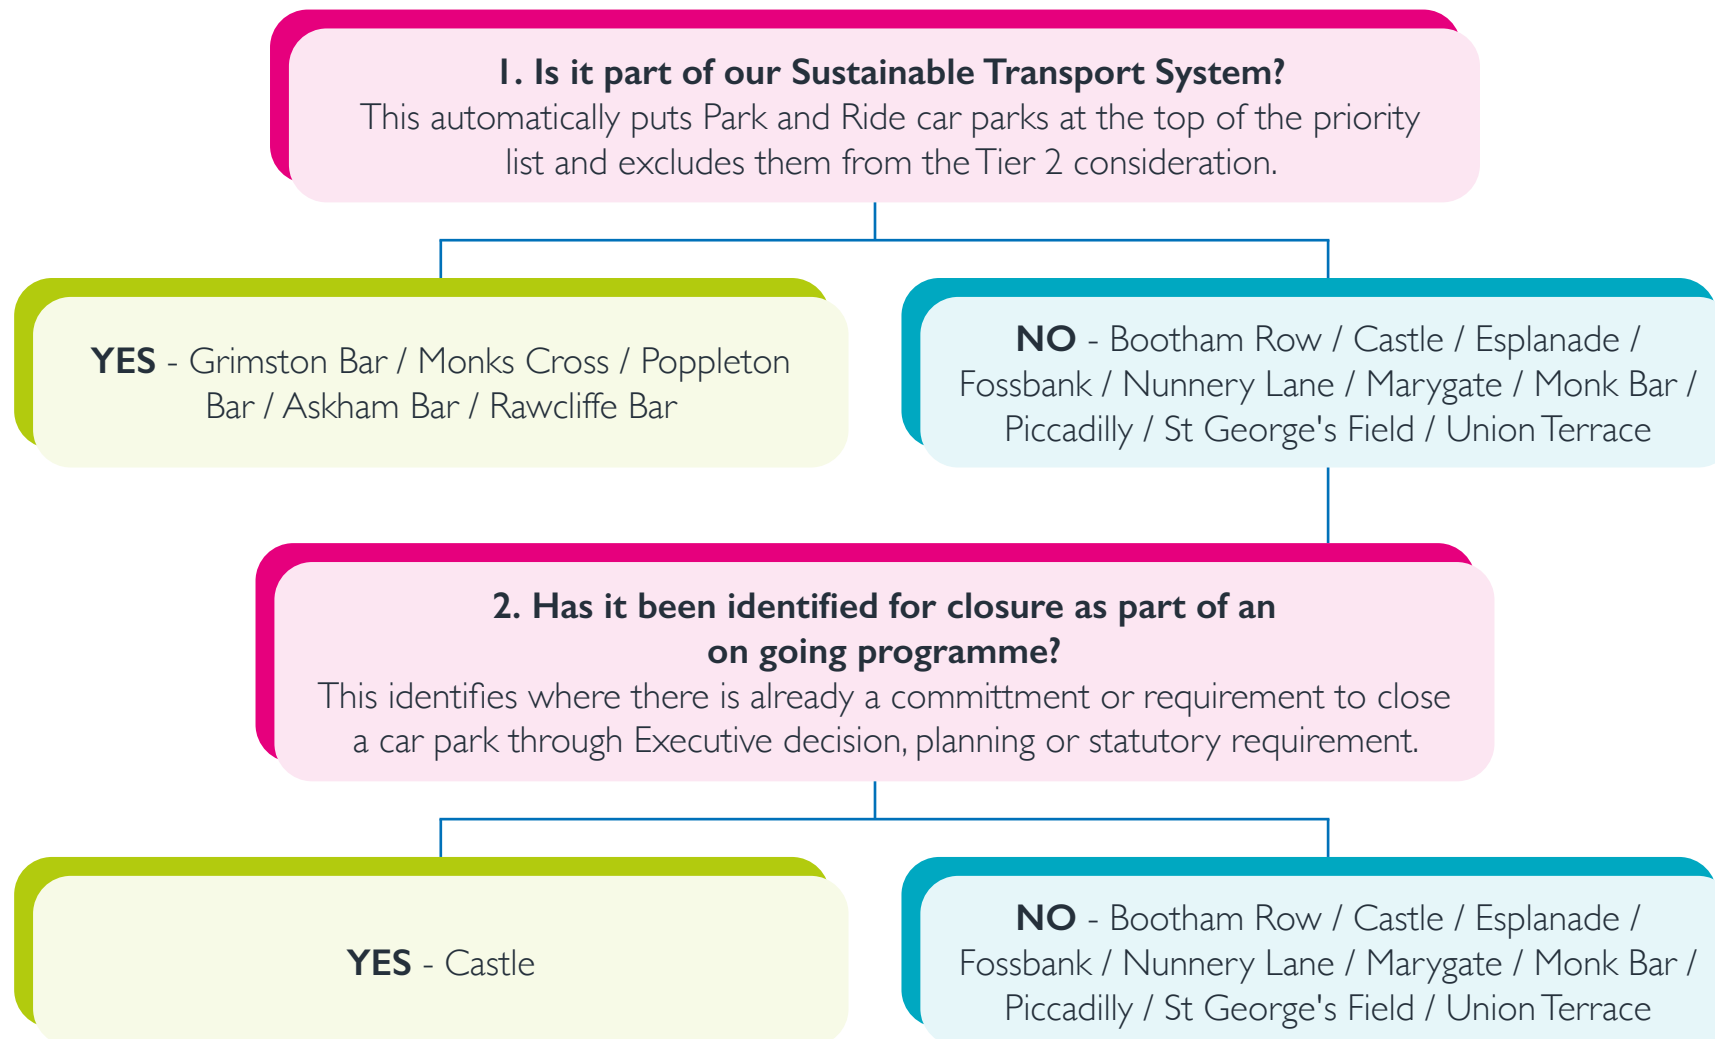 1. Is it part of our Sustainable Transport System?
This automatically puts Park and Ride car parks at the top of the priority
list and excludes them from the Tier 2 consideration.
YES - Grimston Bar / Monks Cross / Poppleton
Bar / Askham Bar / Rawcliffe Bar
NO - Bootham Row / Castle / Esplanade /
Fossbank / Nunnery Lane / Marygate / Monk Bar /
Piccadilly / St George's Field / Union Terrace
2. Has it been identified for closure as part of an
on going programme?
This identifies where there is already a committment or requirement to close
a car park through Executive decision, planning or statutory requirement.
YES - Castle
NO - Bootham Row / Castle / Esplanade /
Fossbank / Nunnery Lane / Marygate / Monk Bar /
Piccadilly / St George's Field / Union Terrace